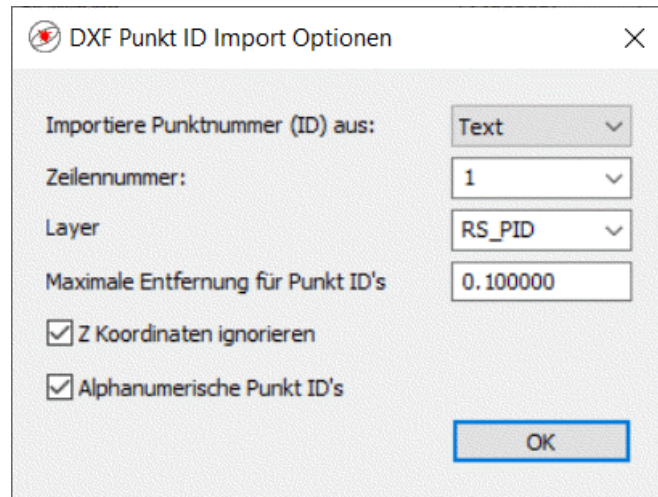 DXF Punkt ID Import Optionen
Importiere Punktnummer (ID) aus: Text
Zeilennummer: 1
Layer RS_PID
Maximale Entfernung für Punkt ID's 0.100000
Z Koordinaten ignorieren
Alphanumerische Punkt ID's
OK